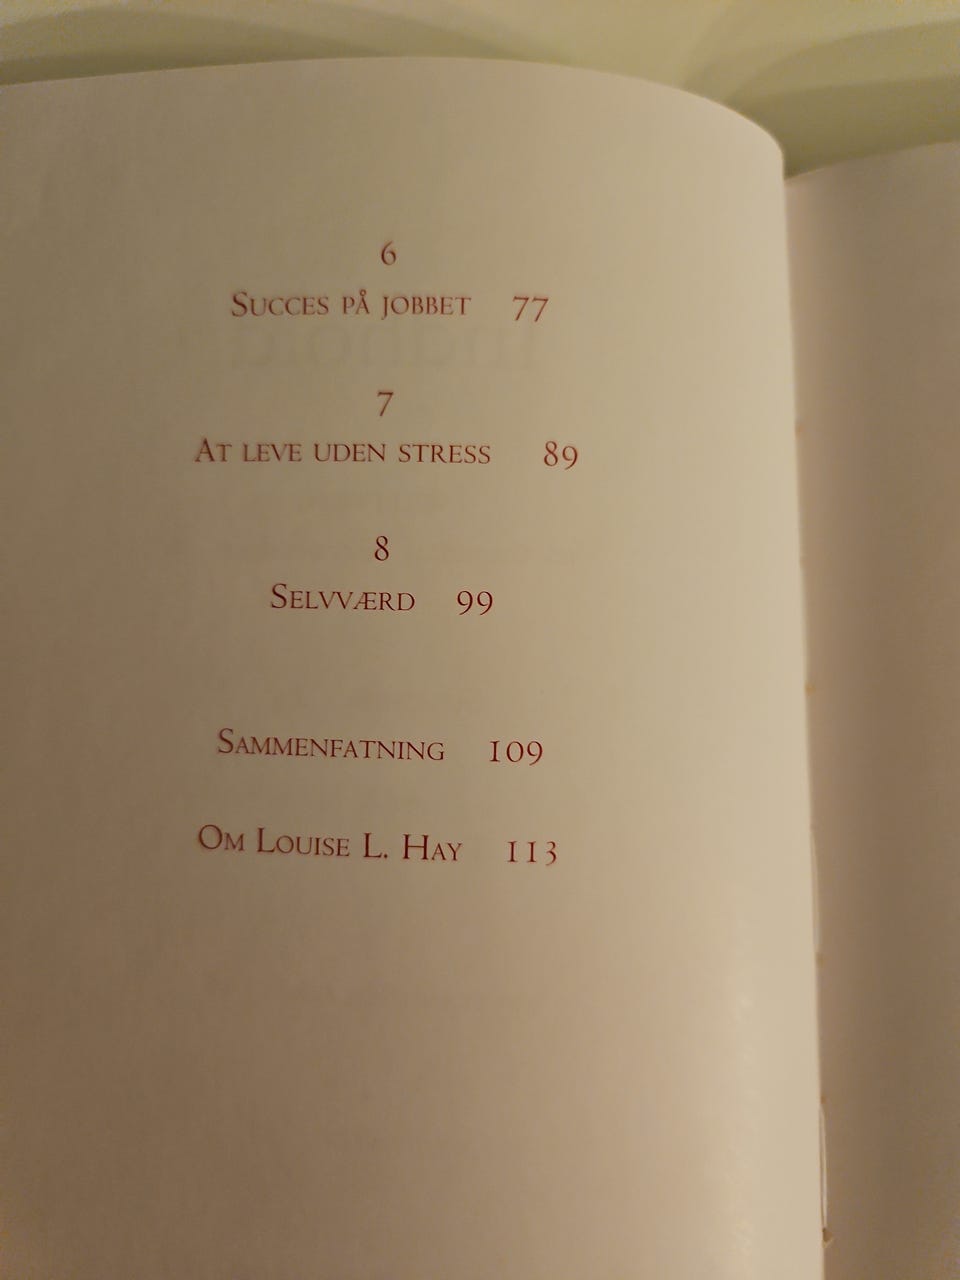 6
Succes på jobbet 77
7
At leve uden stress 89
8
Selvværd 99
Sammenfatning 109
Om Louise L. Hay 113